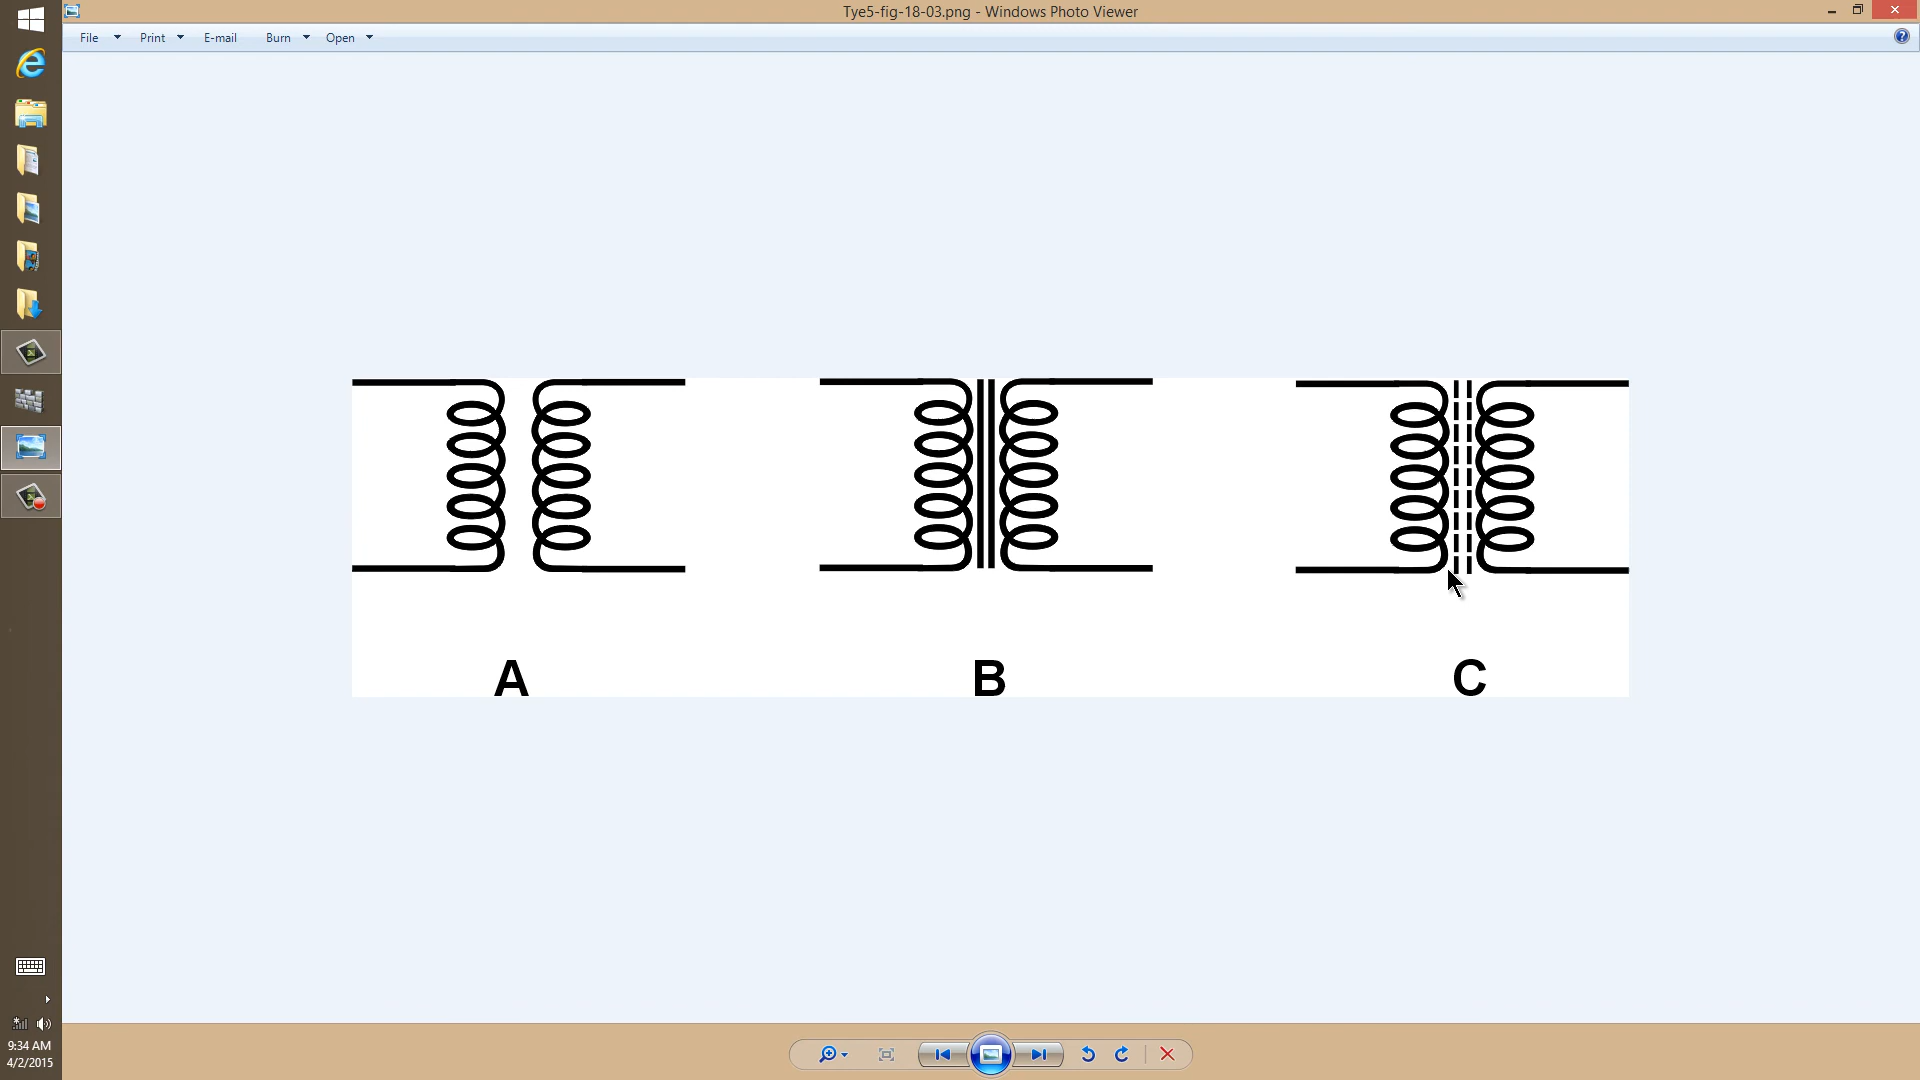 Tye5-fig-18-03.png - Windows Photo Viewer
File Print E-mail Burn Open
A B C
9:34 AM
4/2/2015